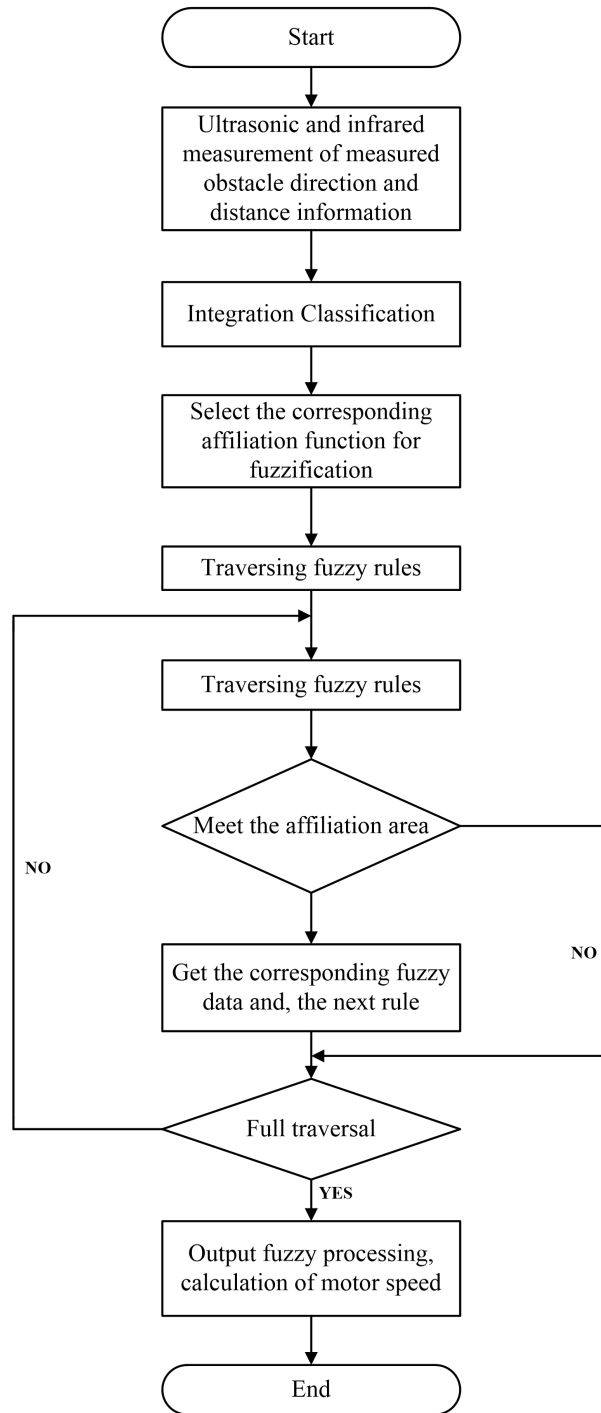 Start
Ultrasonic and infrared
measurement of measured
obstacle direction and
distance information
Integration Classification
Select the corresponding
affiliation function for
fuzzification
Traversing fuzzy rules
Traversing fuzzy rules
Meet the affiliation area
NO
Get the corresponding fuzzy
data and, the next rule
NO
Full traversal
YES
Output fuzzy processing,
calculation of motor speed
End